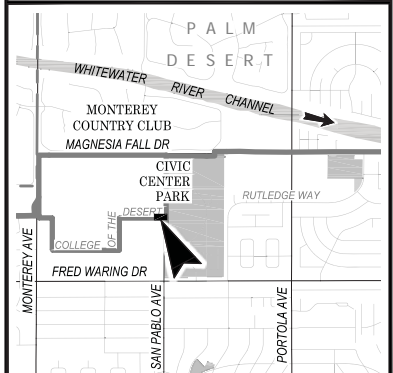 PALM
DESERT
WHITEWATER RIVER CHANNEL
MONTEREY
COUNTRY CLUB
MAGNESIA FALL DR
CIVIC
CENTER
PARK
RUTLEDGE WAY
COLLEGE OF THE DESERT
FRED WARING DR
MONTEREY AVE
SAN PABLO AVE
PORTOLA AVE